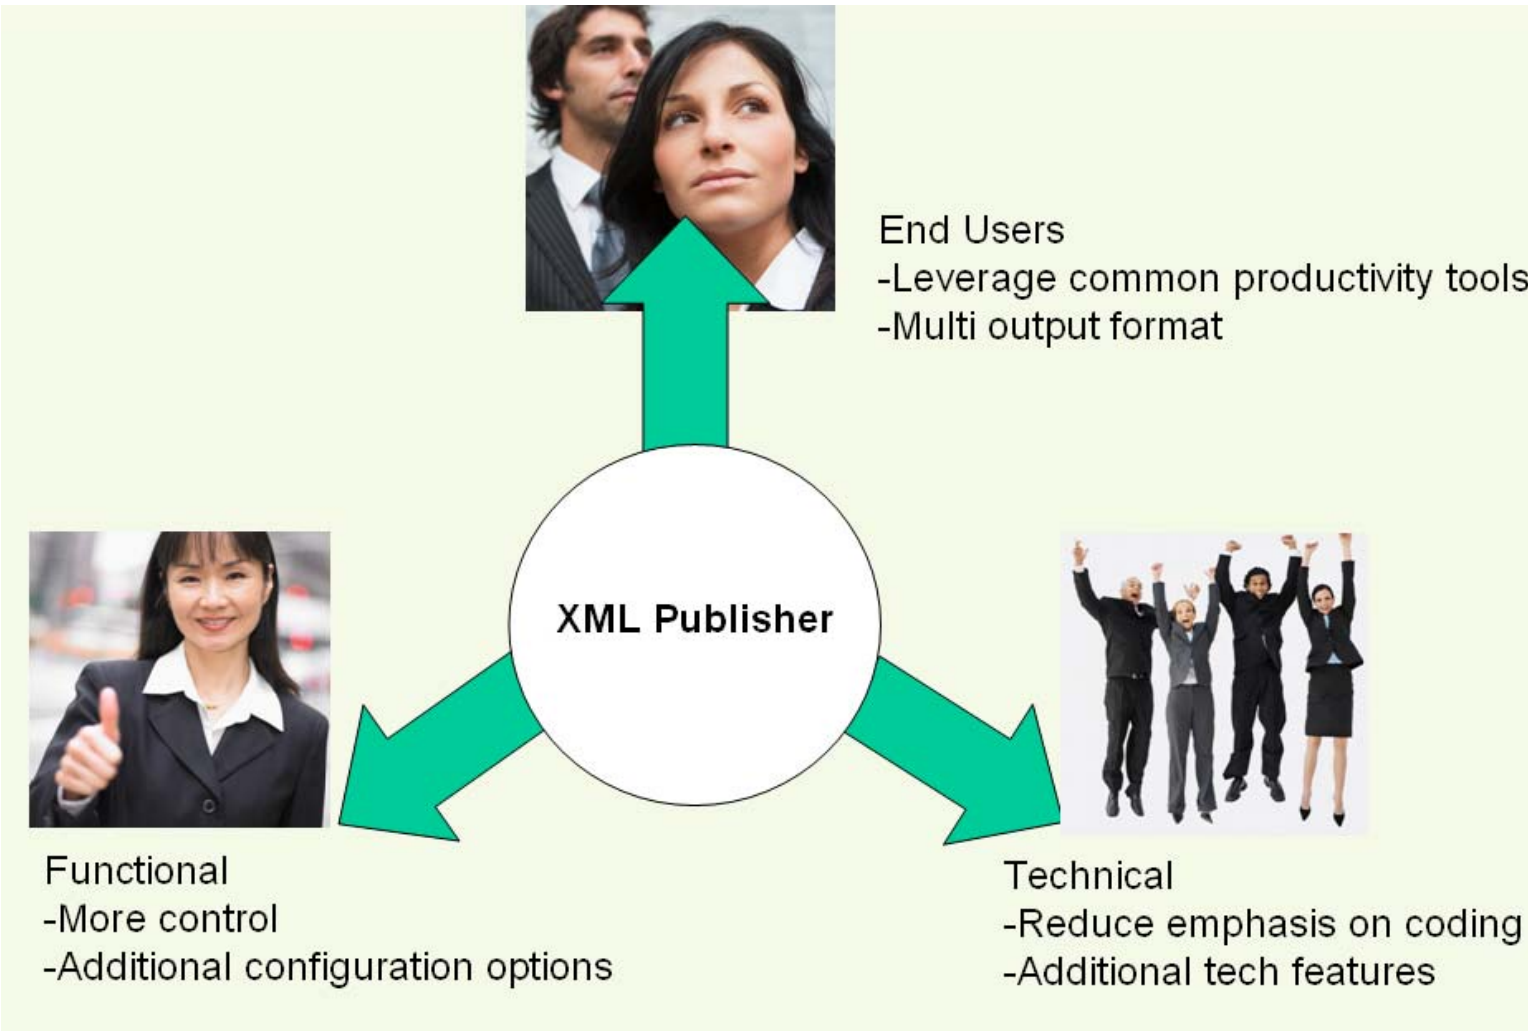 End Users
-Leverage common productivity tools
-Multi output format
XML Publisher
Functional
-More control
-Additional configuration options
Technical
-Reduce emphasis on coding
-Additional tech features